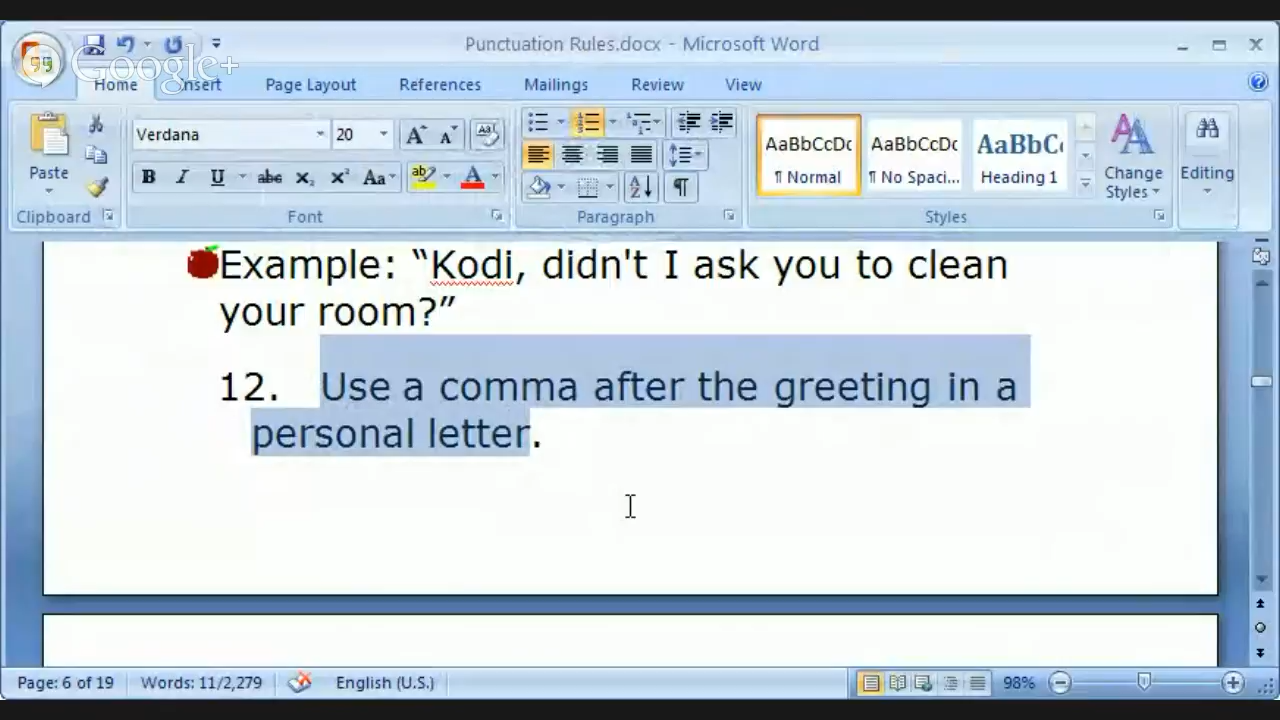 Punctuation Rules.docx - Microsoft Word
Google+
Home Insert Page Layout References Mailings Review View
Verdana 20
AaBbCcDc AaBbCcDc AaBbC
Paste
¶ Normal ¶ No Spaci... Heading 1
Change
Styles
Editing
Clipboard Font Paragraph Styles
Example: “Kodi, didn't I ask you to clean
your room?”
12. Use a comma after the greeting in a
personal letter.
Page: 6 of 19 Words: 11/2,279 English (U.S.) 98%